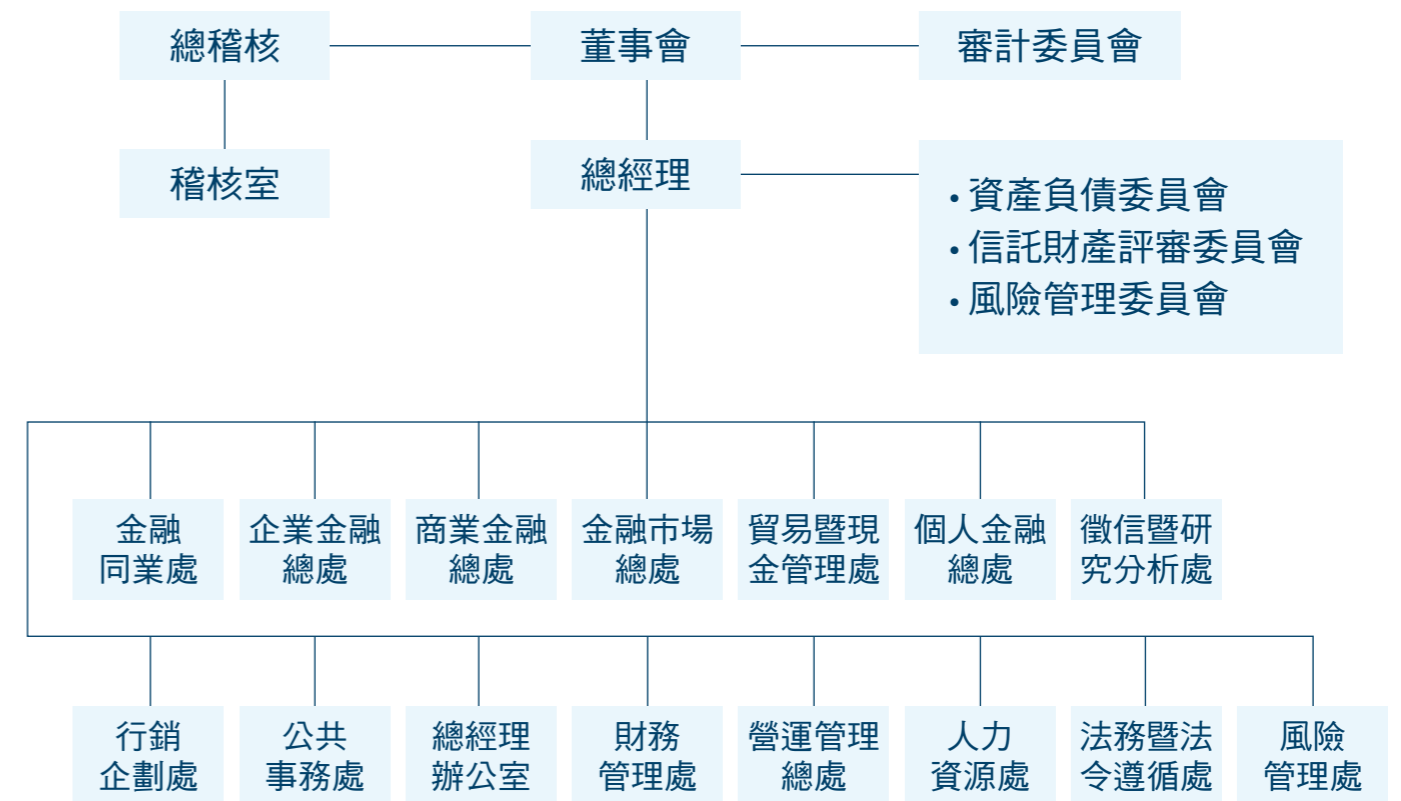 總稽核
董事會
審計委員會
稽核室
總經理
• 資產負債委員會
• 信託財產評審委員會
• 風險管理委員會
金融
同業處
企業金融
總處
商業金融
總處
金融市場
總處
貿易暨現
金管理處
個人金融
總處
徵信暨研
究分析處
行銷
企劃處
公共
事務處
總經理
辦公室
財務
管理處
營運管理
總處
人力
資源處
法務暨法
令遵循處
風險
管理處